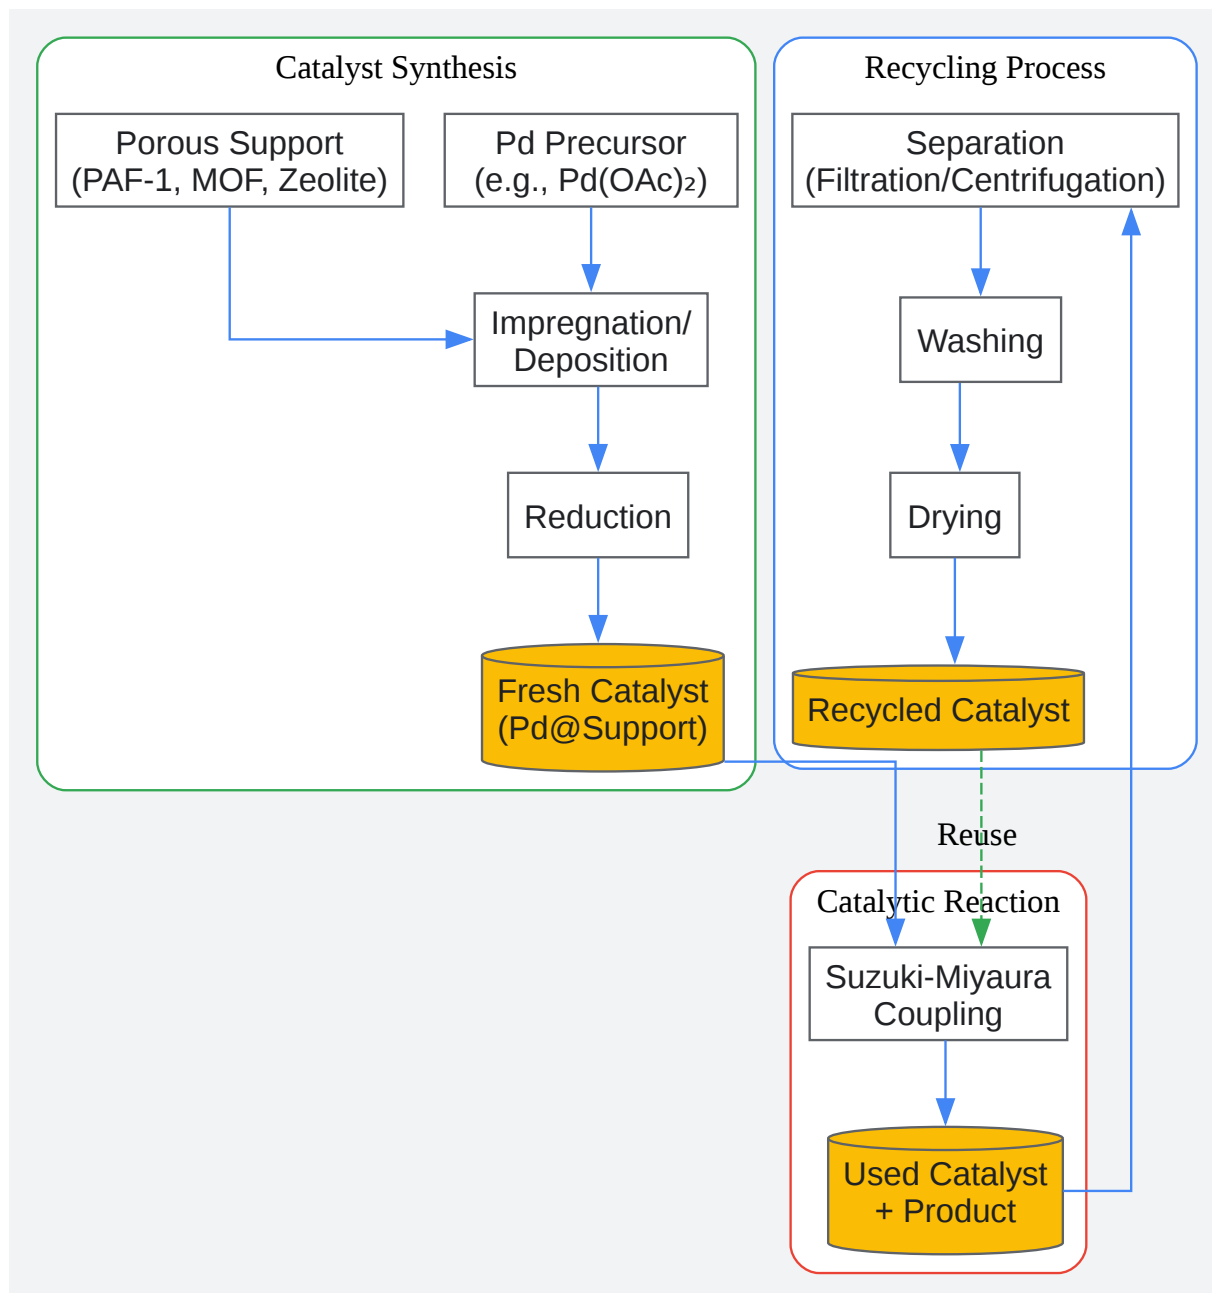 Catalyst Synthesis
Porous Support
(PAF-1, MOF, Zeolite)
Pd Precursor
(e.g., Pd(OAc)₂)
Impregnation/
Deposition
Reduction
Fresh Catalyst
(Pd@Support)
Recycling Process
Separation
(Filtration/Centrifugation)
Washing
Drying
Recycled Catalyst
Reuse
Catalytic Reaction
Suzuki-Miyaura
Coupling
Used Catalyst
+ Product